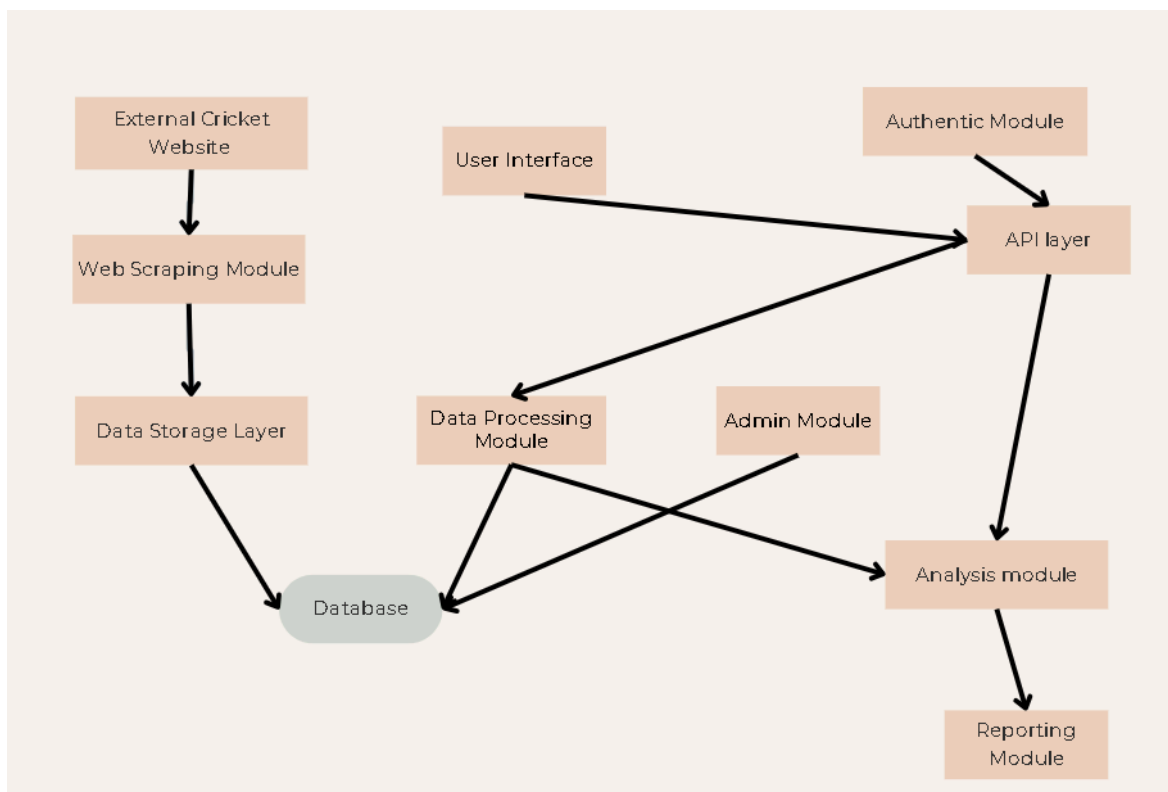 External Cricket
Website
Authentic Module
User Interface
API layer
Web Scraping Module
Data Storage Layer
Data Processing
Module
Admin Module
Analysis module
Database
Reporting
Module